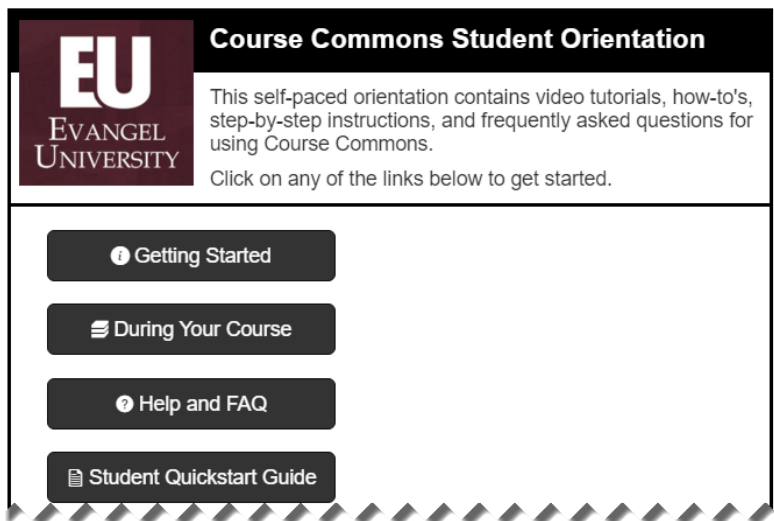 EU
EVANGEL
UNIVERSITY
Course Commons Student Orientation
This self-paced orientation contains video tutorials, how-to's,
step-by-step instructions, and frequently asked questions for
using Course Commons.
Click on any of the links below to get started.
Getting Started
During Your Course
Help and FAQ
Student Quickstart Guide